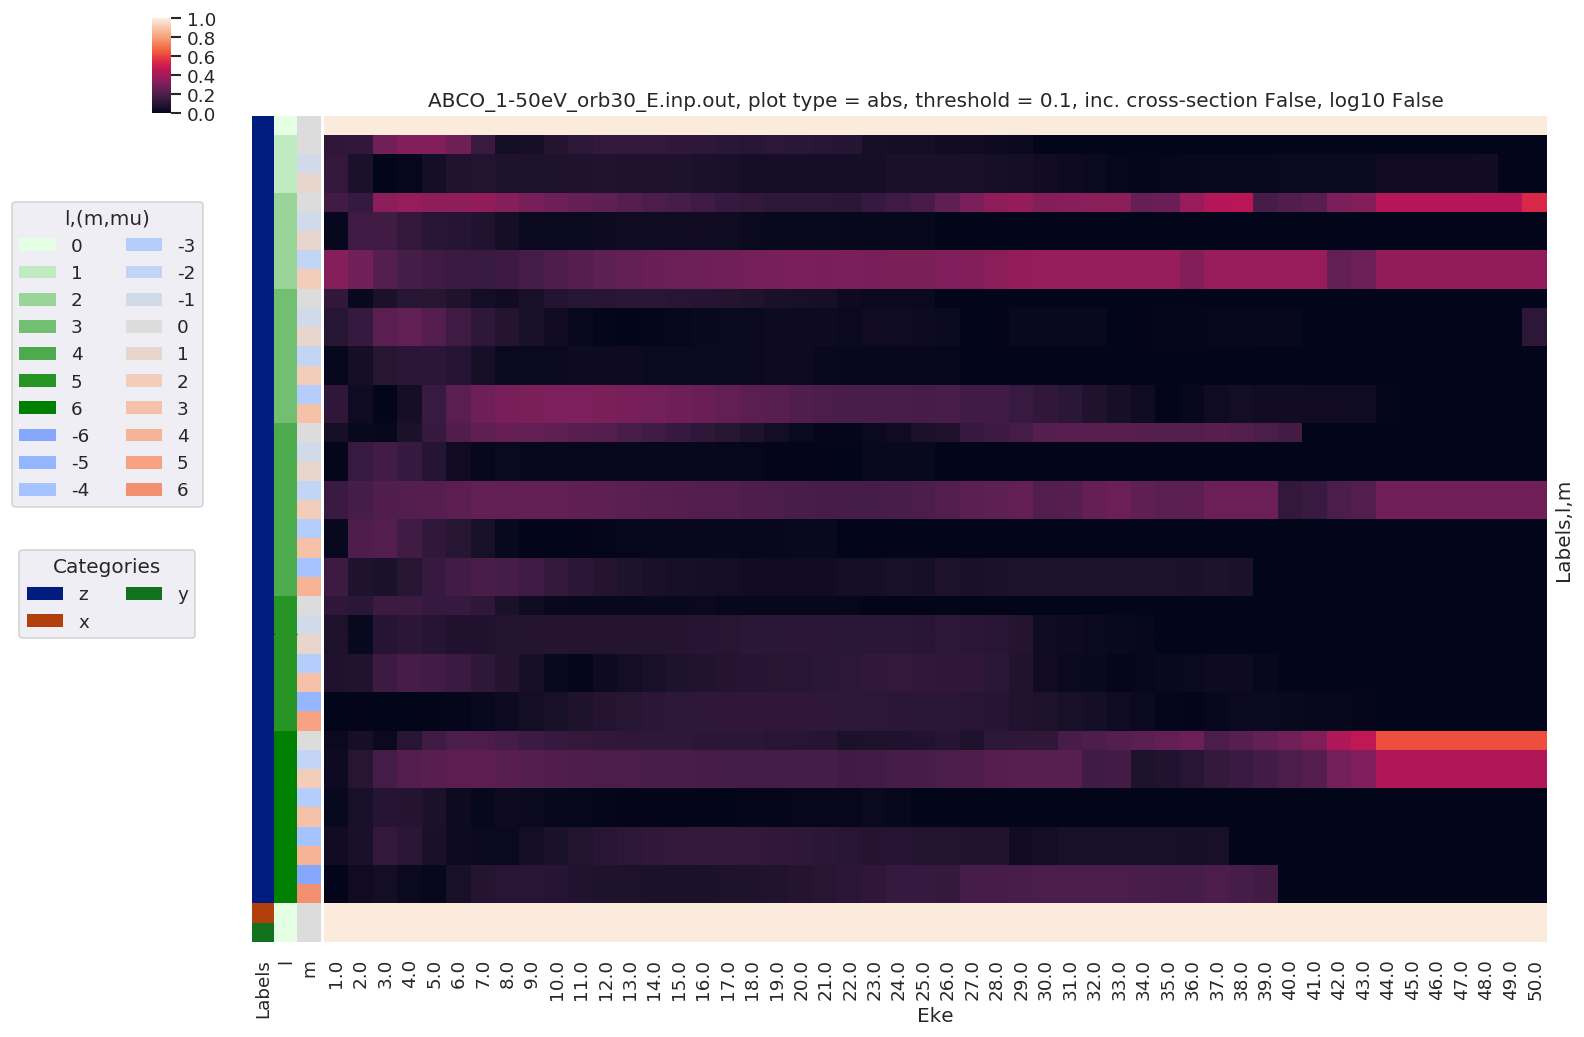 1.0
0.8
0.6
0.4
0.2
0.0
ABCO_1-50eV_orb30_E.inp.out, plot type = abs, threshold = 0.1, inc. cross-section False, log10 False
l,(m,mu)
0 -3
1 -2
2 -1
3 0
4 1
5 2
6 3
-6 4
-5 5
-4 6
Categories
z y
x
Labels,l,m
Labels l m 1.0 2.0 3.0 4.0 5.0 6.0 7.0 8.0 9.0 10.0 11.0 12.0 13.0 14.0 15.0 16.0 17.0 18.0 19.0 20.0 21.0 22.0 23.0 24.0 25.0 26.0 27.0 28.0 29.0 30.0 31.0 32.0 33.0 34.0 35.0 36.0 37.0 38.0 39.0 40.0 41.0 42.0 43.0 44.0 45.0 46.0 47.0 48.0 49.0 50.0
Eke